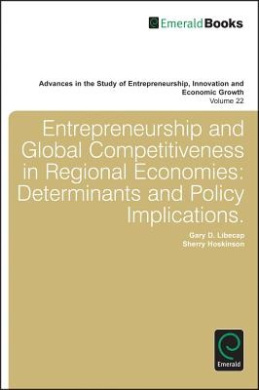 EmeraldBooks
Advances in the Study of Entrepreneurship, Innovation and
Economic Growth
Volume 22
Entrepreneurship and
Global Competitiveness
in Regional Economies:
Determinants and Policy
Implications.
Gary D. Libecap
Sherry Hoskinson
Emerald